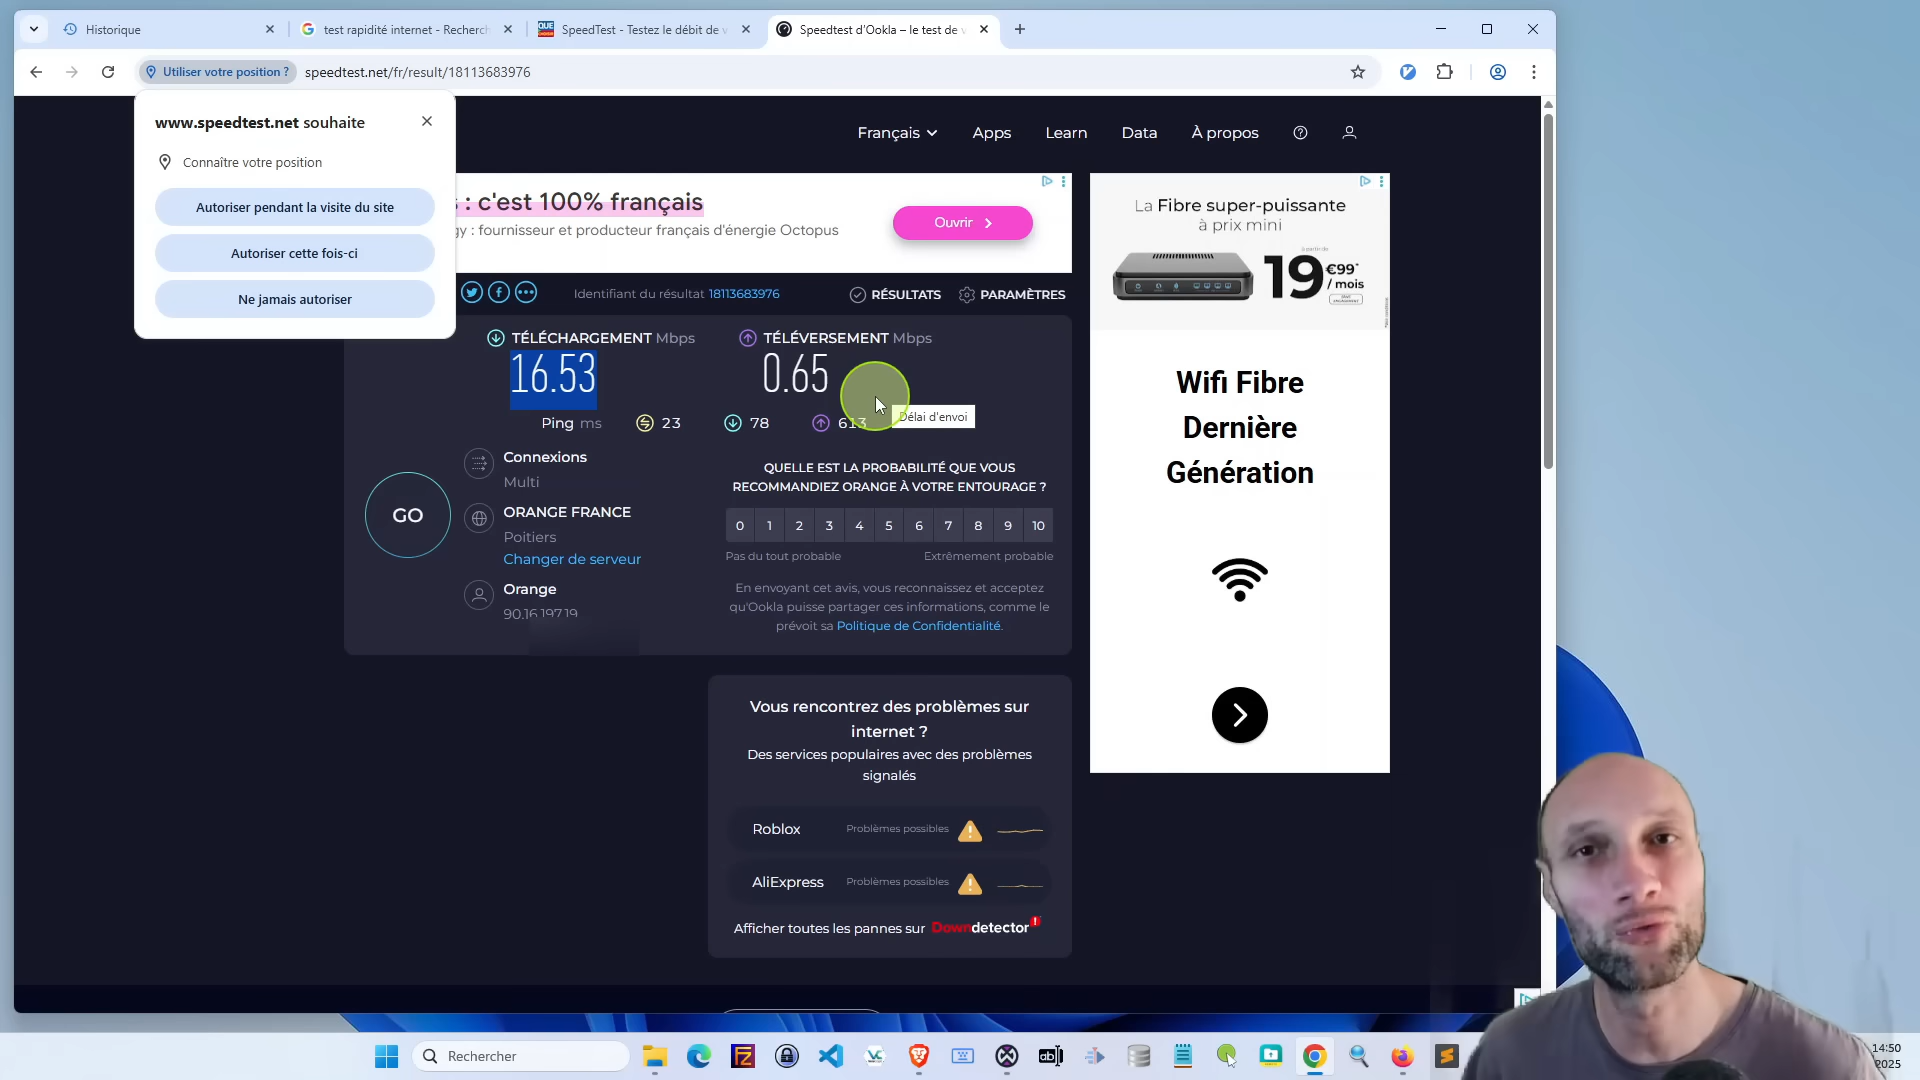 Historique
test rapidité internet - Recherch
QUE
SpeedTest - Testez le débit de v
Speedtest d'Ookla – le test de v
Utiliser votre position ?
speedtest.net/fr/result/18113683976
www.speedtest.net souhaite
Connaître votre position
Autoriser pendant la visite du site
Autoriser cette fois-ci
Ne jamais autoriser
Français
Apps
Learn
Data
À propos
: c'est 100% français
gy : fournisseur et producteur français d'énergie Octopus
Ouvrir
La Fibre super-puissante
à prix mini
à partir de
19€99*
/ mois
Identifiant du résultat 18113683976
RÉSULTATS
PARAMÈTRES
TÉLÉCHARGEMENT Mbps
16.53
TÉLÉVERSEMENT Mbps
0.65
Ping ms
23
78
613
Délai d'envoi
Connexions
Multi
ORANGE FRANCE
Poitiers
Changer de serveur
Orange
90.16.197.19
GO
QUELLE EST LA PROBABILITÉ QUE VOUS
RECOMMANDIEZ ORANGE À VOTRE ENTOURAGE ?
0 1 2 3 4 5 6 7 8 9 10
Pas du tout probable
Extrêmement probable
En envoyant cet avis, vous reconnaissez et acceptez
qu'Ookla puisse partager ces informations, comme le
prévoit sa Politique de Confidentialité.
Wifi Fibre
Dernière
Génération
Vous rencontrez des problèmes sur
internet ?
Des services populaires avec des problèmes
signalés
Roblox
Problèmes possibles
AliExpress
Problèmes possibles
Afficher toutes les pannes sur Downdetector
Rechercher
14:50
2025